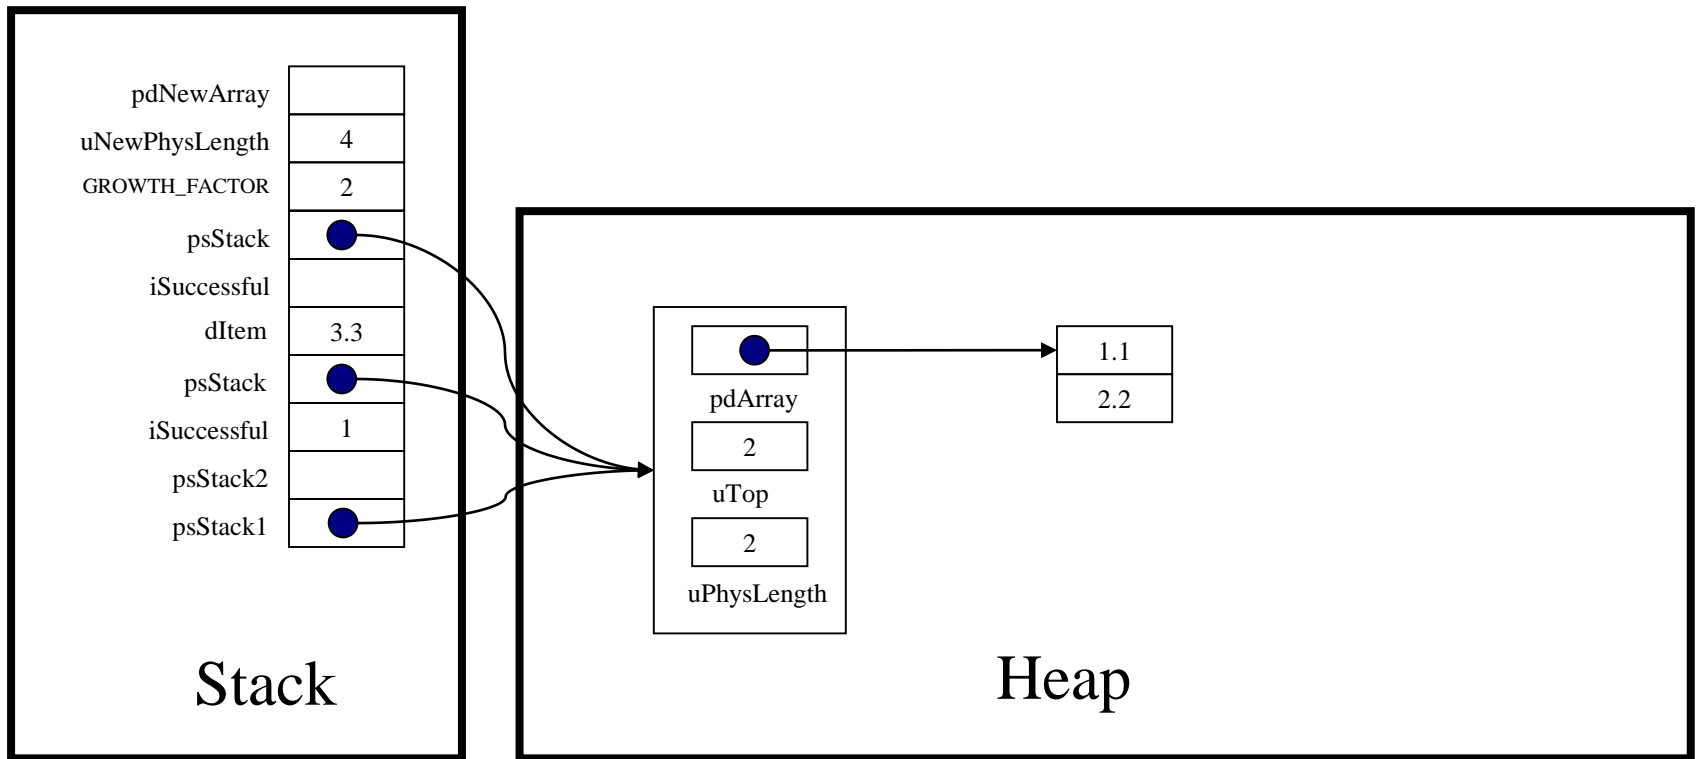 pdNewArray
uNewPhysLength 4
GROWTH_FACTOR 2
psStack
iSuccessful
dItem 3.3
psStack
iSuccessful 1
psStack2
psStack1
Stack
pdArray
2
uTop
2
uPhysLength
1.1
2.2
Heap